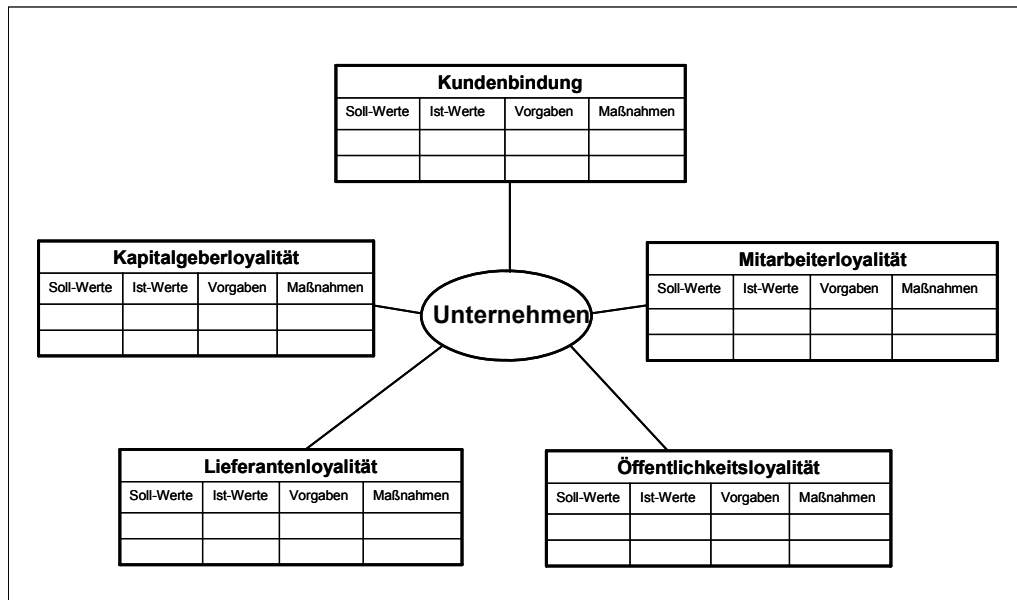 Kundenbindung
Soll-Werte Ist-Werte Vorgaben Maßnahmen
Kapitalgeberloyalität
Soll-Werte Ist-Werte Vorgaben Maßnahmen
Mitarbeiterloyalität
Soll-Werte Ist-Werte Vorgaben Maßnahmen
Unternehmen
Lieferantenloyalität
Soll-Werte Ist-Werte Vorgaben Maßnahmen
Öffentlichkeitsloyalität
Soll-Werte Ist-Werte Vorgaben Maßnahmen